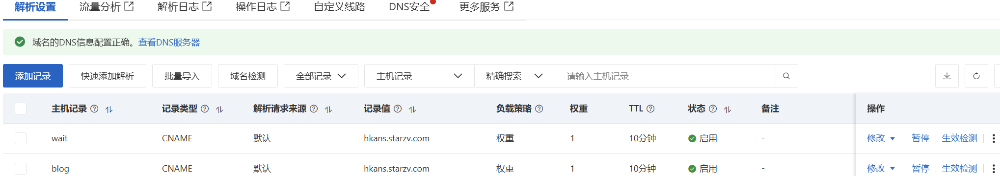 解析设置 流量分析 解析日志 操作日志 自定义线路 DNS安全 更多服务
域名的DNS信息配置正确。查看DNS服务器
添加记录 快速添加解析 批量导入 域名检测 全部记录 主机记录 精确搜索 请输入主机记录
主机记录 记录类型 解析请求来源 记录值 负载策略 权重 TTL 状态 备注 操作
wait CNAME 默认 hkans.starzv.com 权重 1 10分钟 启用 - 修改 暂停 生效检测
blog CNAME 默认 hkans.starzv.com 权重 1 10分钟 启用 - 修改 暂停 生效检测